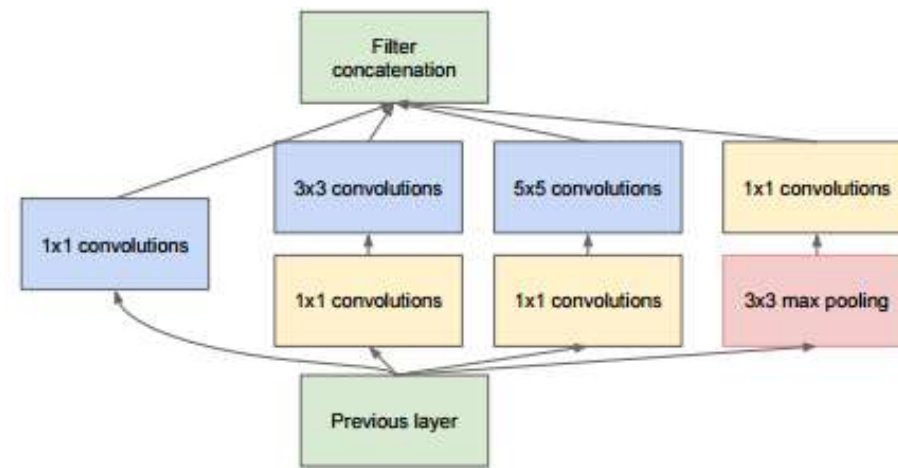 Filter
concatenation
3x3 convolutions
5x5 convolutions
1x1 convolutions
1x1 convolutions
1x1 convolutions
1x1 convolutions
3x3 max pooling
Previous layer